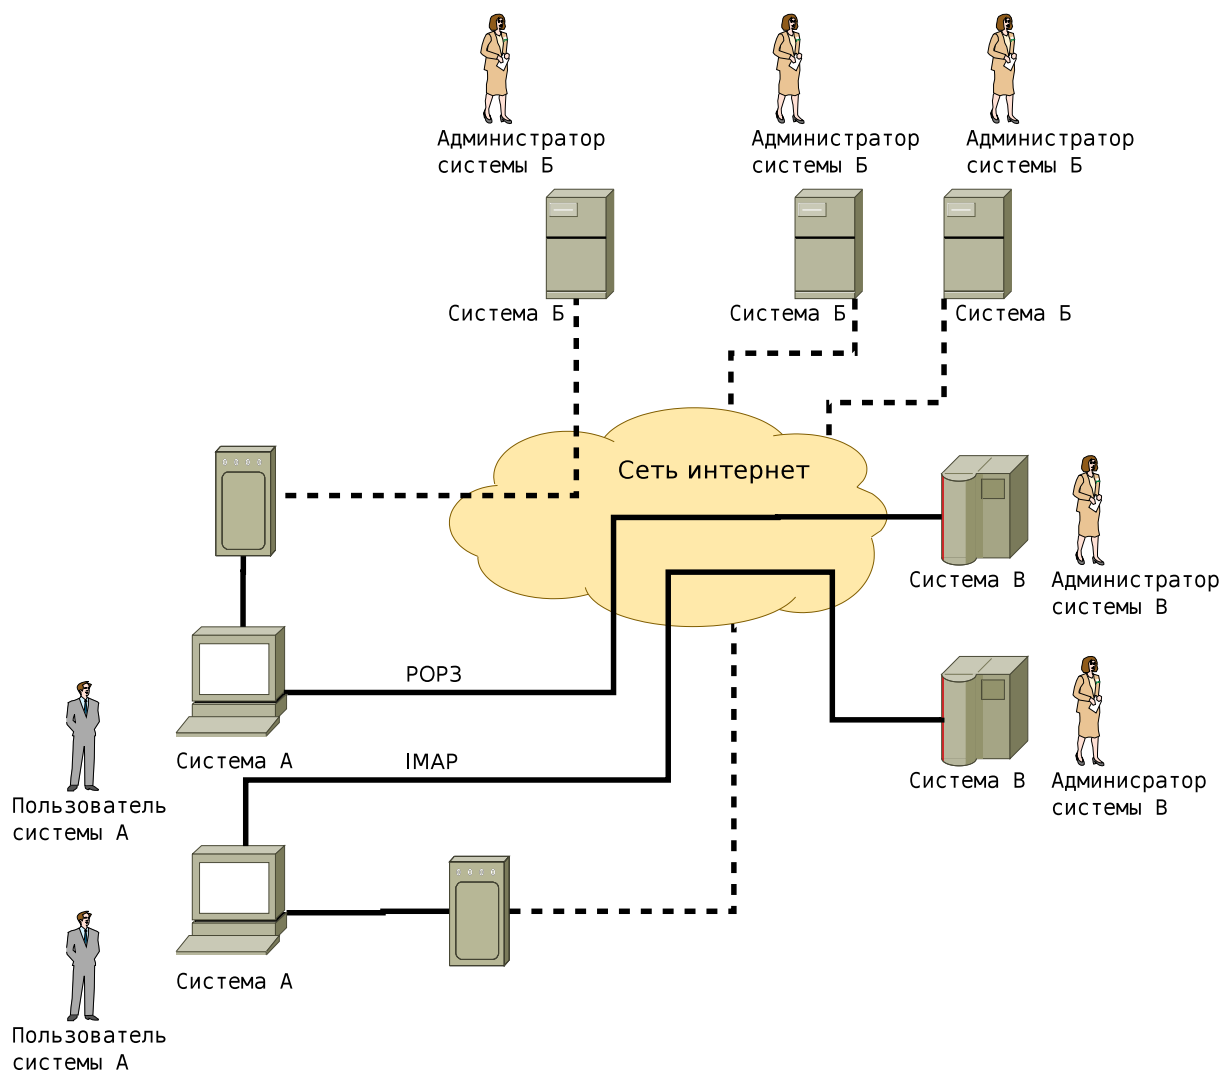 Администратор
системы Б
Администратор
системы Б
Администратор
системы Б
Система Б
Система Б
Система Б
Сеть интернет
Система В
Администратор
системы В
POP3
Система А
IMAP
Пользователь
системы А
Система В
Админисратор
системы В
Система А
Пользователь
системы А